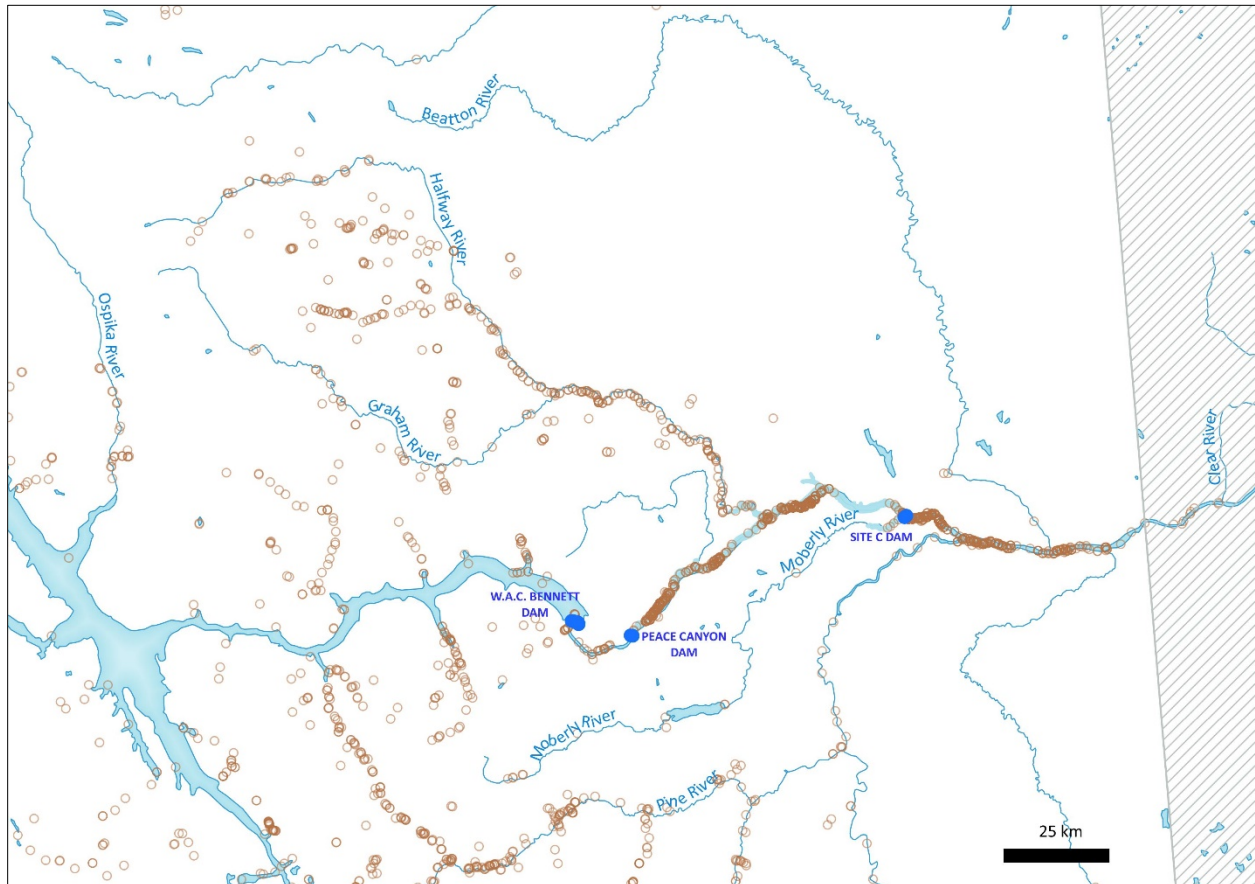 Beatton River
Halfway River
Ospika River
Graham River
Clear River
Moberly River
SITE C DAM
W.A.C. BENNETT
DAM
PEACE CANYON
DAM
Moberly River
Pine River
25 km